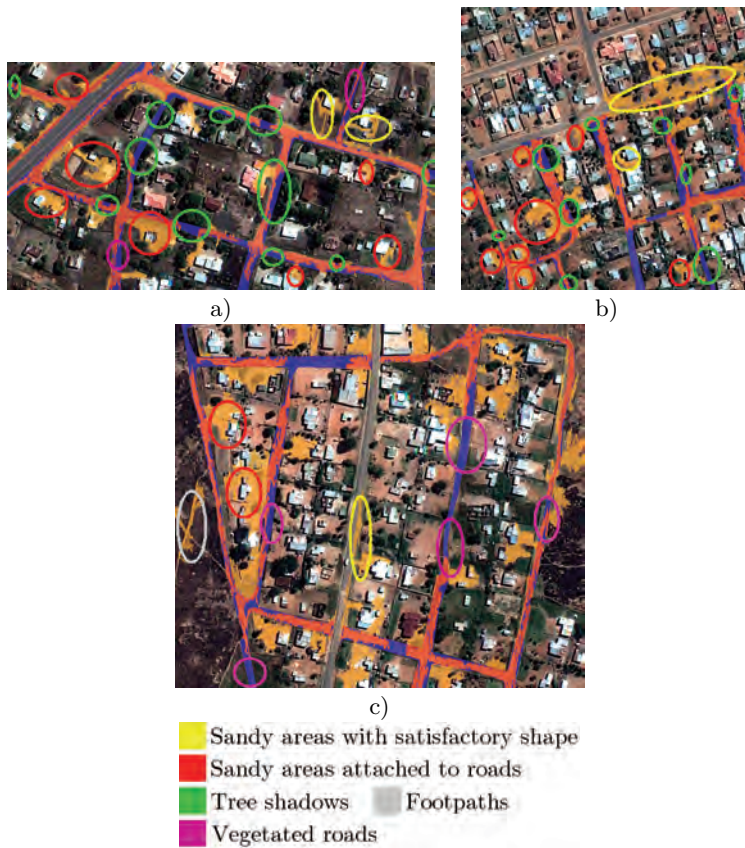 a)
b)
c)
Sandy areas with satisfactory shape
Sandy areas attached to roads
Tree shadows Footpaths
Vegetated roads